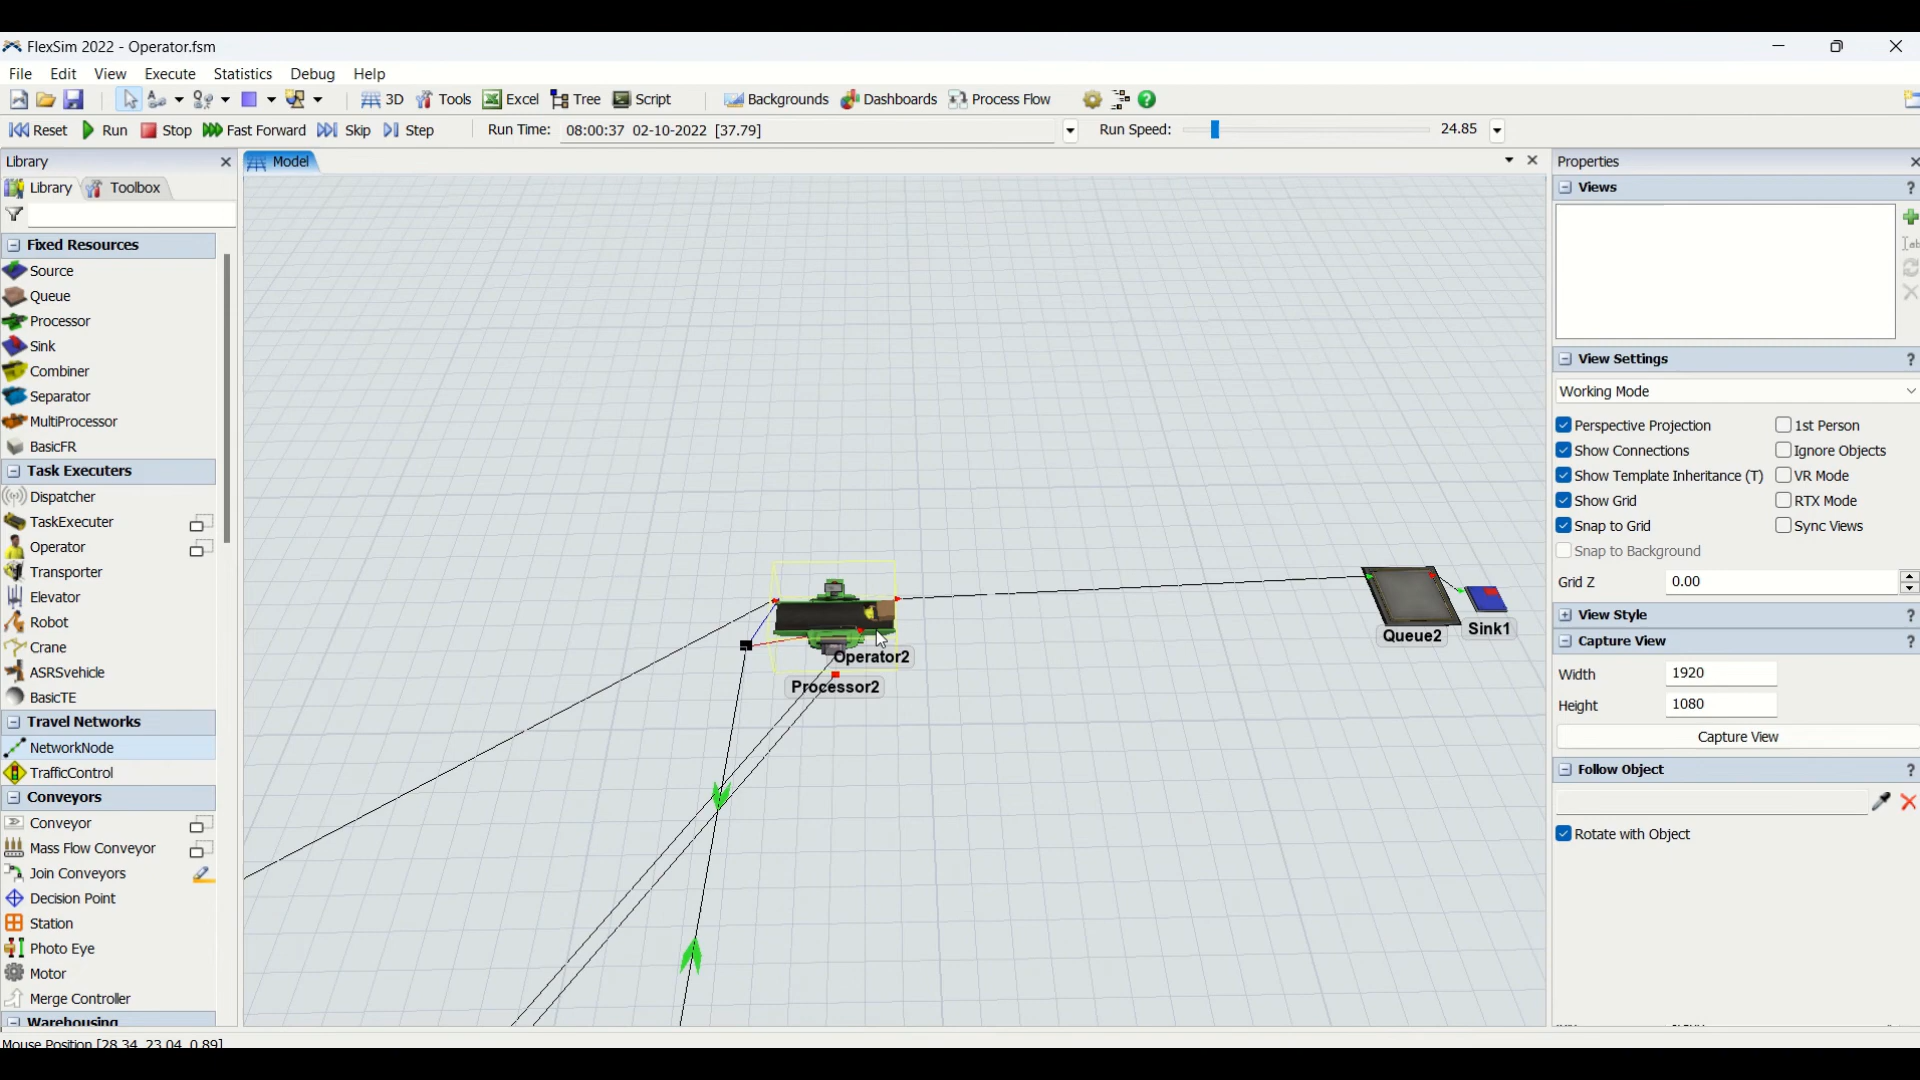 FlexSim 2022 - Operator.fsm
File Edit View Execute Statistics Debug Help
3D Tools Excel Tree Script Backgrounds Dashboards Process Flow
Reset Run Stop Fast Forward Skip Step Run Time: 08:00:37 02-10-2022 [37.79] Run Speed: 24.85
Library
Library Toolbox
Fixed Resources
Source
Queue
Processor
Sink
Combiner
Separator
MultiProcessor
BasicFR
Task Executers
Dispatcher
TaskExecuter
Operator
Transporter
Elevator
Robot
Crane
ASRSvehicle
BasicTE
Travel Networks
NetworkNode
TrafficControl
Conveyors
Conveyor
Mass Flow Conveyor
Join Conveyors
Decision Point
Station
Photo Eye
Motor
Merge Controller
Warehousing
Mouse Position [28.34, 23.04, 0.89]
Model
Operator2
Processor2
Queue2
Sink1
Properties
Views
View Settings
Working Mode
Perspective Projection 1st Person
Show Connections Ignore Objects
Show Template Inheritance (T) VR Mode
Show Grid RTX Mode
Snap to Grid Sync Views
Snap to Background
Grid Z 0.00
View Style
Capture View
Width 1920
Height 1080
Capture View
Follow Object
Rotate with Object